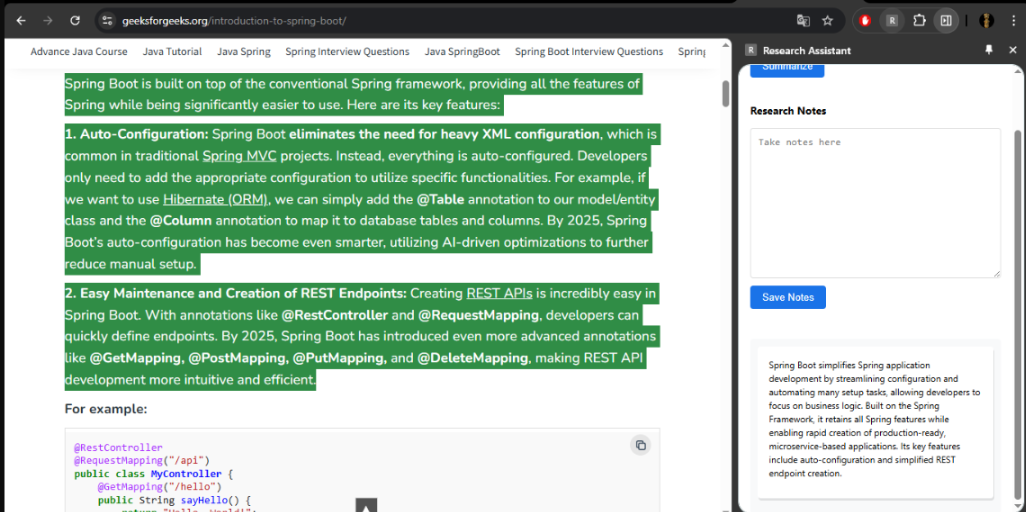 geeksforgeeks.org/introduction-to-spring-boot/
R
Advance Java Course Java Tutorial Java Spring Spring Interview Questions Java SpringBoot Spring Boot Interview Questions Spring
Spring Boot is built on top of the conventional Spring framework, providing all the features of
Spring while being significantly easier to use. Here are its key features:
1. Auto-Configuration: Spring Boot eliminates the need for heavy XML configuration, which is
common in traditional Spring MVC projects. Instead, everything is auto-configured. Developers
only need to add the appropriate configuration to utilize specific functionalities. For example, if
we want to use Hibernate (ORM), we can simply add the @Table annotation to our model/entity
class and the @Column annotation to map it to database tables and columns. By 2025, Spring
Boot's auto-configuration has become even smarter, utilizing AI-driven optimizations to further
reduce manual setup.
2. Easy Maintenance and Creation of REST Endpoints: Creating REST APIs is incredibly easy in
Spring Boot. With annotations like @RestController and @RequestMapping, developers can
quickly define endpoints. By 2025, Spring Boot has introduced even more advanced annotations
like @GetMapping, @PostMapping, @PutMapping, and @DeleteMapping, making REST API
development more intuitive and efficient.
For example:
@RestController
@RequestMapping("/api")
public class MyController {
@GetMapping("/hello")
public String sayHello() {
return "Hello, World!";
R Research Assistant
Summarize
Research Notes
Take notes here
Save Notes
Spring Boot simplifies Spring application
development by streamlining configuration and
automating many setup tasks, allowing developers to
focus on business logic. Built on the Spring
Framework, it retains all Spring features while
enabling rapid creation of production-ready,
microservice-based applications. Its key features
include auto-configuration and simplified REST
endpoint creation.